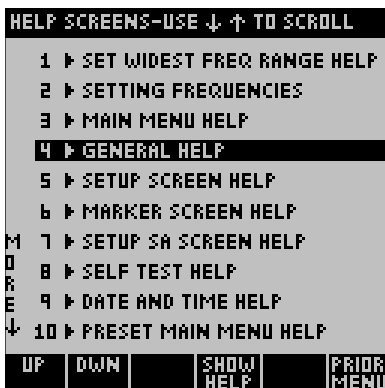 HELP SCREENS-USE ↓ ↑ TO SCROLL
1 ▶ SET WIDEST FREQ RANGE HELP
2 ▶ SETTING FREQUENCIES
3 ▶ MAIN MENU HELP
4 ▶ GENERAL HELP
5 ▶ SETUP SCREEN HELP
6 ▶ MARKER SCREEN HELP
7 ▶ SETUP SA SCREEN HELP
8 ▶ SELF TEST HELP
9 ▶ DATE AND TIME HELP
10 ▶ PRESET MAIN MENU HELP
MORE ↓
UP DWN SHOW HELP PRIOR MENU